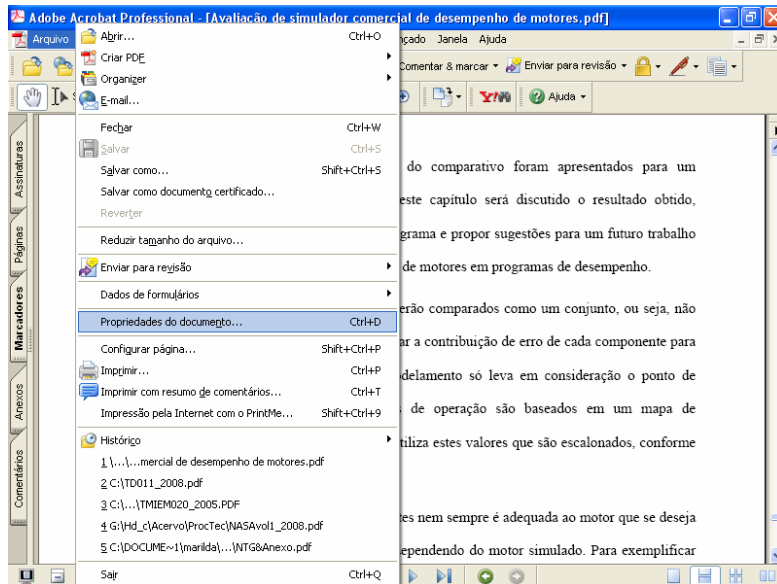 Adobe Acrobat Professional - [Avaliação de simulador comercial de desempenho de motores.pdf]
Arquivo
Janela Ajuda
Abrir... Ctrl+O
Criar PDF
Organizer
E-mail...
Fechar Ctrl+W
Salvar Ctrl+S
Salvar como... Shift+Ctrl+S
Salvar como documento certificado...
Reverter
Reduzir tamanho do arquivo...
Enviar para revisão
Dados de formulários
Propriedades do documento... Ctrl+D
Configurar página... Shift+Ctrl+P
Imprimir... Ctrl+P
Imprimir com resumo de comentários... Ctrl+T
Impressão pela Internet com o PrintMe... Shift+Ctrl+9
Histórico
1 \...\...mercial de desempenho de motores.pdf
2 C:\TD011_2008.pdf
3 C:\...\TMIEM020_2005.PDF
4 G:\Hd_c\Acervo\ProcTec\NASAvol1_2008.pdf
5 C:\DOCUME~1\marilda\...\NTG&Anexo.pdf
Sair Ctrl+Q
Comentar & marcar Enviar para revisão
Y! Ajuda
Assinaturas
Páginas
Marcadores
Anexos
Comentários
do comparativo foram apresentados para um
este capítulo será discutido o resultado obtido,
grama e propor sugestões para um futuro trabalho
de motores em programas de desempenho.
erão comparados como um conjunto, ou seja, não
ar a contribuição de erro de cada componente para
delamento só leva em consideração o ponto de
de operação são baseados em um mapa de
tiliza estes valores que são escalonados, conforme
tes nem sempre é adequada ao motor que se deseja
ependendo do motor simulado. Para exemplificar